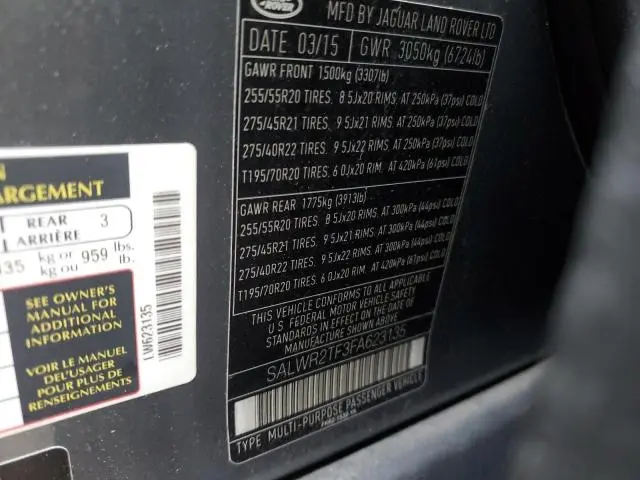 ROVER
MFD BY JAGUAR LAND ROVER LTD
DATE 03/15 GWR 3050kg (6724lb)
GAWR FRONT 1500kg (3307lb)
255/55R20 TIRES. 8 5Jx20 RIMS. AT 250kPa (37psi) COLD
275/45R21 TIRES. 9 5Jx21 RIMS. AT 250kPa (37psi) COLD
275/40R22 TIRES. 9 5Jx22 RIMS. AT 250kPa (37psi) COLD
T195/70R20 TIRES. 6 0Jx20 RIM. AT 420kPa (61psi) COLD
GAWR REAR 1775kg (3913lb)
255/55R20 TIRES. 8 5Jx20 RIMS. AT 300kPa (44psi) COLD
275/45R21 TIRES. 9 5Jx21 RIMS. AT 300kPa (44psi) COLD
275/40R22 TIRES. 9 5Jx22 RIMS. AT 300kPa (44psi) COLD
T195/70R20 TIRES. 6 0Jx20 RIM. AT 420kPa (61psi) COLD
THIS VEHICLE CONFORMS TO ALL APPLICABLE
U S FEDERAL MOTOR VEHICLE SAFETY
STANDARDS IN EFFECT ON THE DATE OF
MANUFACTURE SHOWN ABOVE.
SALWR2TF3FA623135
TYPE MULTI-PURPOSE PASSENGER VEHICLE
ARGEMENT
REAR 3
ARRIÈRE
35 kg or 959 lbs.
kg ou lb.
SEE OWNER'S
MANUAL FOR
ADDITIONAL
INFORMATION
VOIR LE MANUEL
DEL'USAGER
POUR PLUS DE
RENSEIGNEMENTS
LW623135